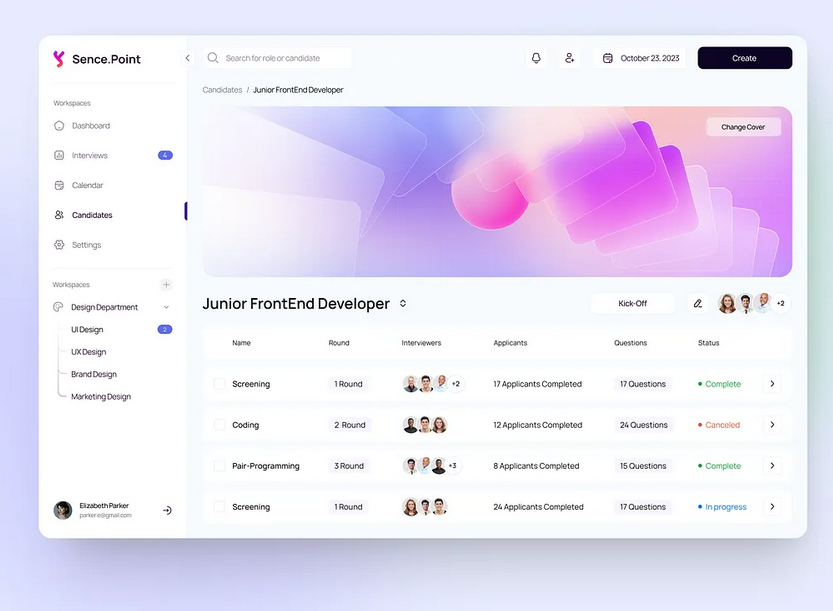 Sence.Point
Search for role or candidate
October 23, 2023
Create
Workspaces
Dashboard
Interviews
4
Calendar
Candidates
Settings
Workspaces
Design Department
UI Design
2
UX Design
Brand Design
Marketing Design
Elizabeth Parker
parker.e@gmail.com
Candidates / Junior FrontEnd Developer
Change Cover
Junior FrontEnd Developer
Kick-Off
+2
Name Round Interviewers Applicants Questions Status
Screening 1 Round +2 17 Applicants Completed 17 Questions Complete
Coding 2 Round 12 Applicants Completed 24 Questions Canceled
Pair-Programming 3 Round +3 8 Applicants Completed 15 Questions Complete
Screening 1 Round 24 Applicants Completed 17 Questions In progress